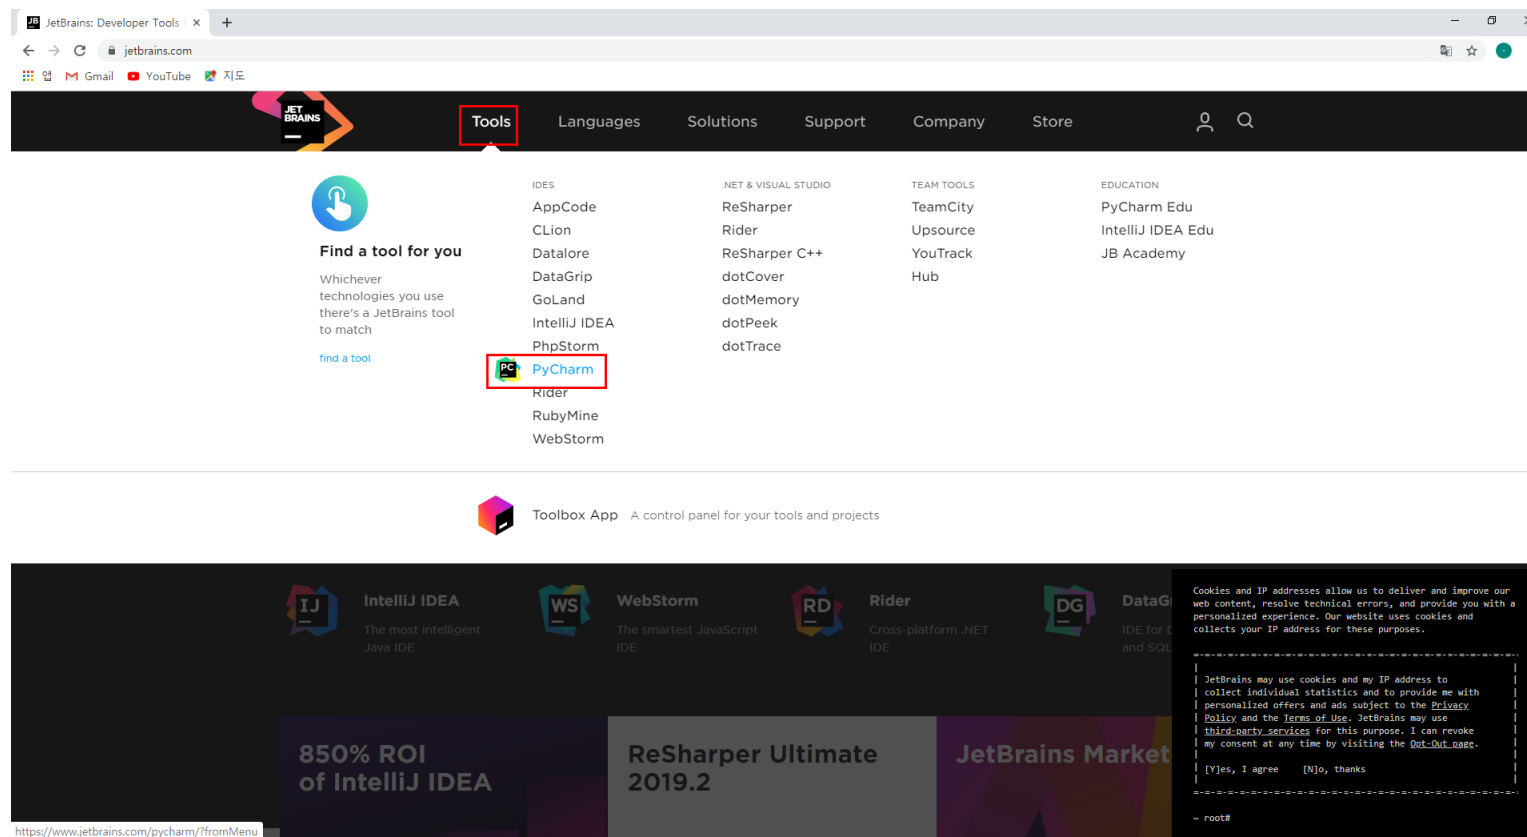 JetBrains: Developer Tools
jetbrains.com
앱 Gmail YouTube 지도
JET
BRAINS
Tools Languages Solutions Support Company Store
Find a tool for you
Whichever
technologies you use
there's a JetBrains tool
to match
find a tool
IDES
AppCode
CLion
Datalore
DataGrip
GoLand
IntelliJ IDEA
PhpStorm
PC PyCharm
Rider
RubyMine
WebStorm
.NET & VISUAL STUDIO
ReSharper
Rider
ReSharper C++
dotCover
dotMemory
dotPeek
dotTrace
TEAM TOOLS
TeamCity
Upsource
YouTrack
Hub
EDUCATION
PyCharm Edu
IntelliJ IDEA Edu
JB Academy
Toolbox App A control panel for your tools and projects
IJ IntelliJ IDEA
The most intelligent
Java IDE
WS WebStorm
The smartest JavaScript
IDE
RD Rider
Cross-platform .NET
IDE
DG DataG
IDE for
and SQL
850% ROI
of IntelliJ IDEA
ReSharper Ultimate
2019.2
JetBrains Market
Cookies and IP addresses allow us to deliver and improve our
web content, resolve technical errors, and provide you with a
personalized experience. Our website uses cookies and
collects your IP address for these purposes.
JetBrains may use cookies and my IP address to
collect individual statistics and to provide me with
personalized offers and ads subject to the Privacy
Policy and the Terms of Use. JetBrains may use
third-party services for this purpose. I can revoke
my consent at any time by visiting the Opt-Out page.
[Y]es, I agree [N]o, thanks
~ root#
https://www.jetbrains.com/pycharm/?fromMenu